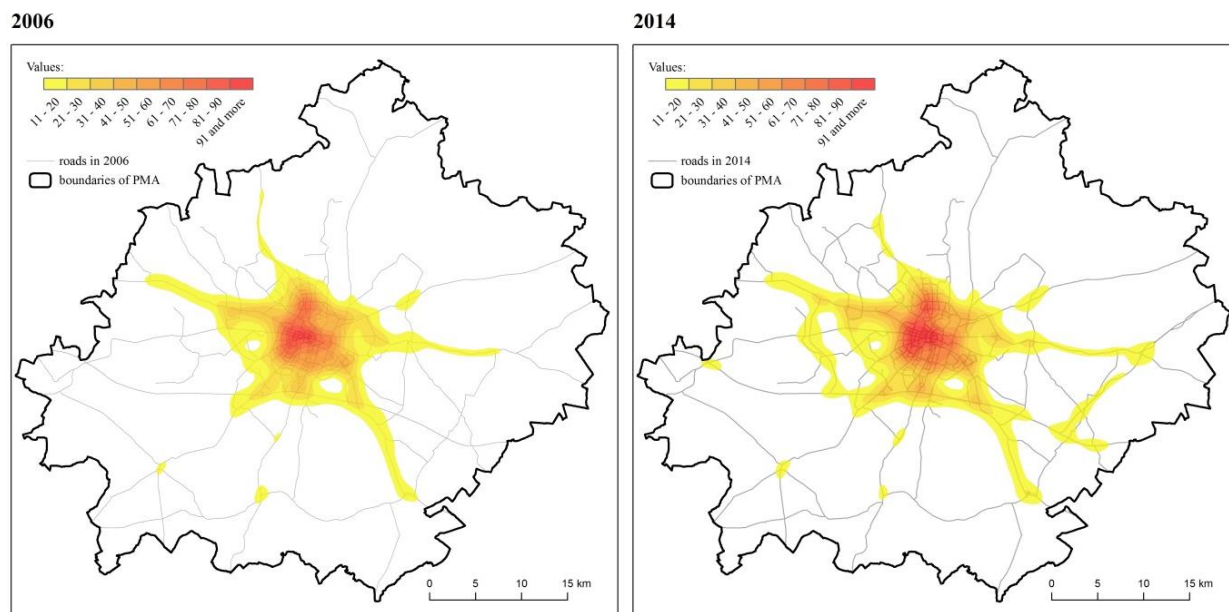 2006
Values:
11 - 20
21 - 30
31 - 40
41 - 50
51 - 60
61 - 70
71 - 80
81 - 90
91 and more
roads in 2006
boundaries of PMA
0 5 10 15 km
2014
Values:
11 - 20
21 - 30
31 - 40
41 - 50
51 - 60
61 - 70
71 - 80
81 - 90
91 and more
roads in 2014
boundaries of PMA
0 5 10 15 km